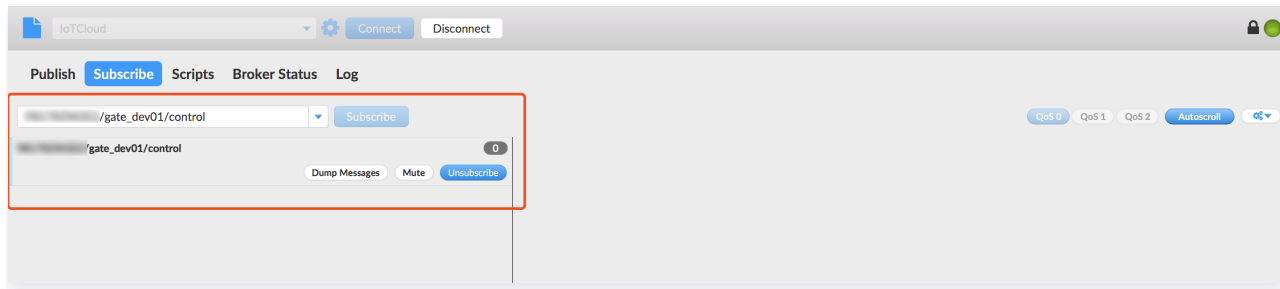 IoTCloud Connect Disconnect
Publish Subscribe Scripts Broker Status Log
/gate_dev01/control Subscribe QoS 0 QoS 1 QoS 2 Autoscroll
/gate_dev01/control 0
Dump Messages Mute Unsubscribe